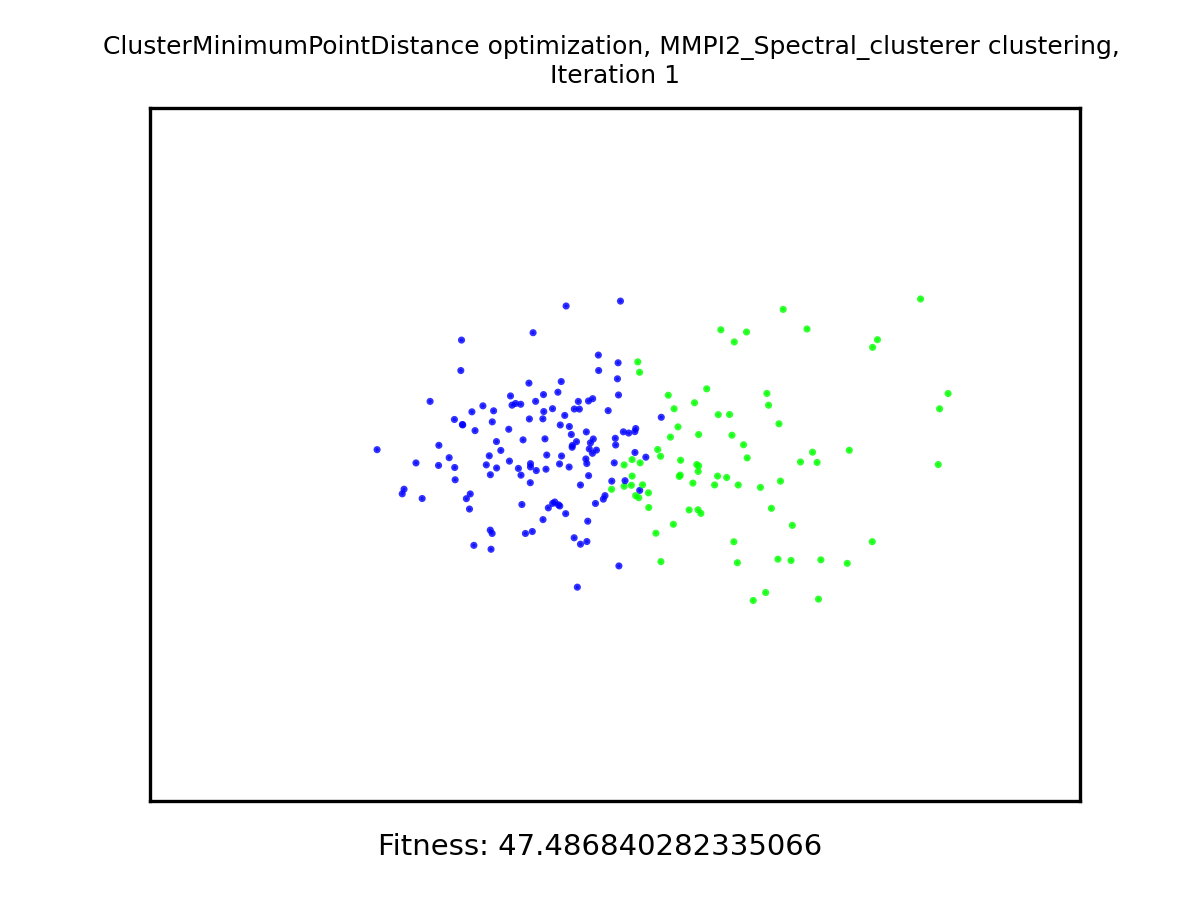 ClusterMinimumPointDistance optimization, MMPI2_Spectral_clusterer clustering,
Iteration 1
Fitness: 47.486840282335066